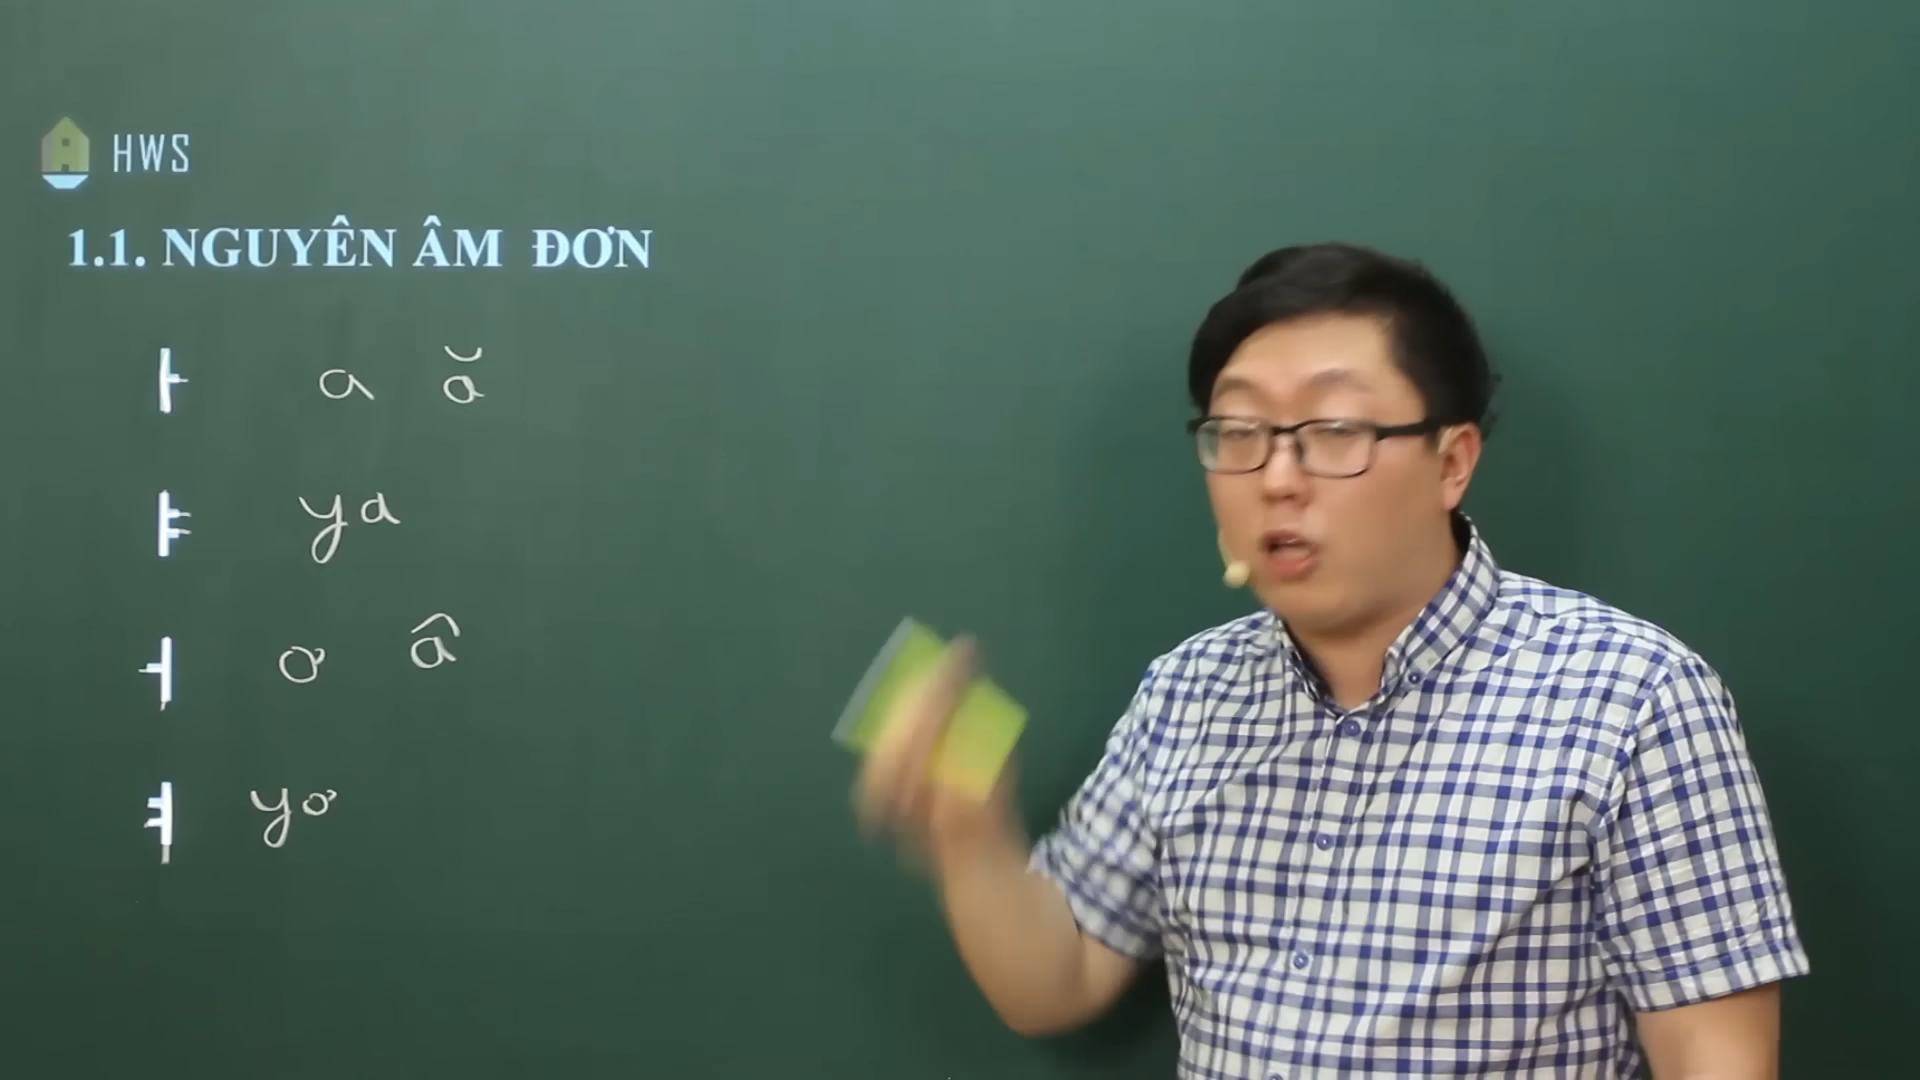 HWS
1.1. NGUYÊN ÂM ĐƠN
ㅏ a ă
ㅑ ya
ㅓ ơ â
ㅕ yơ